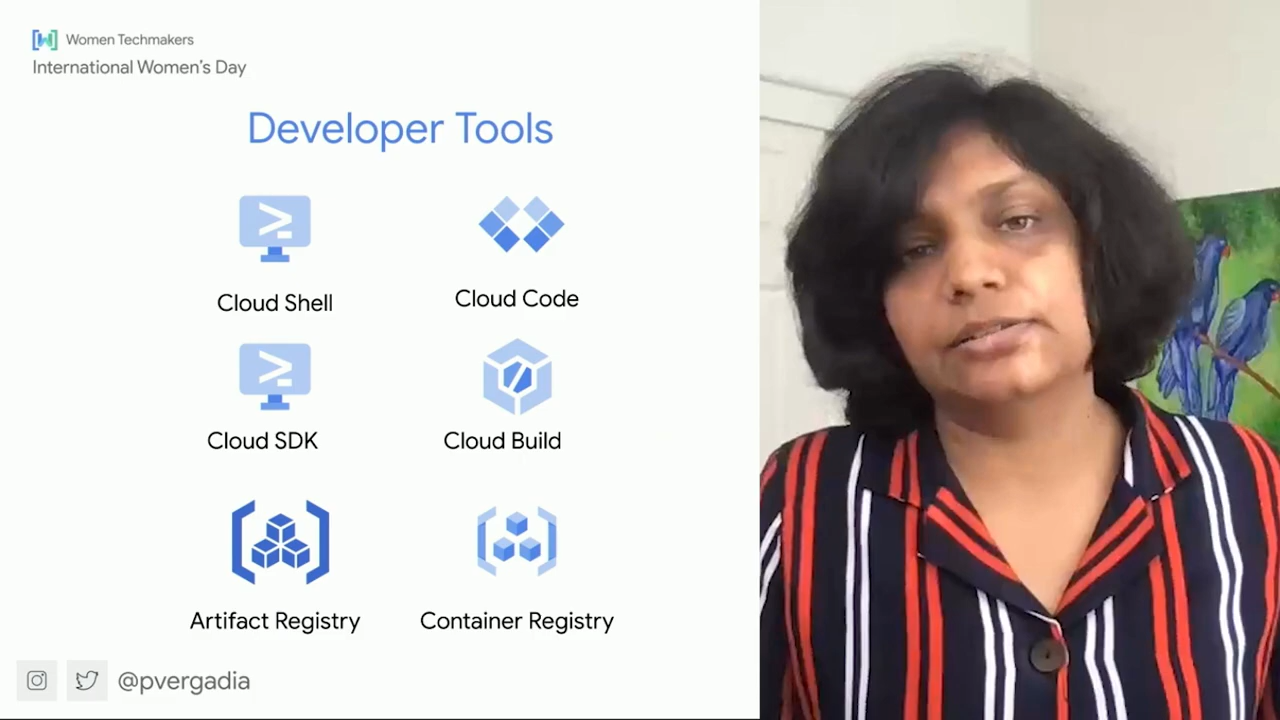 Women Techmakers
International Women's Day
Developer Tools
Cloud Shell
Cloud Code
Cloud SDK
Cloud Build
Artifact Registry
Container Registry
@pvergadia